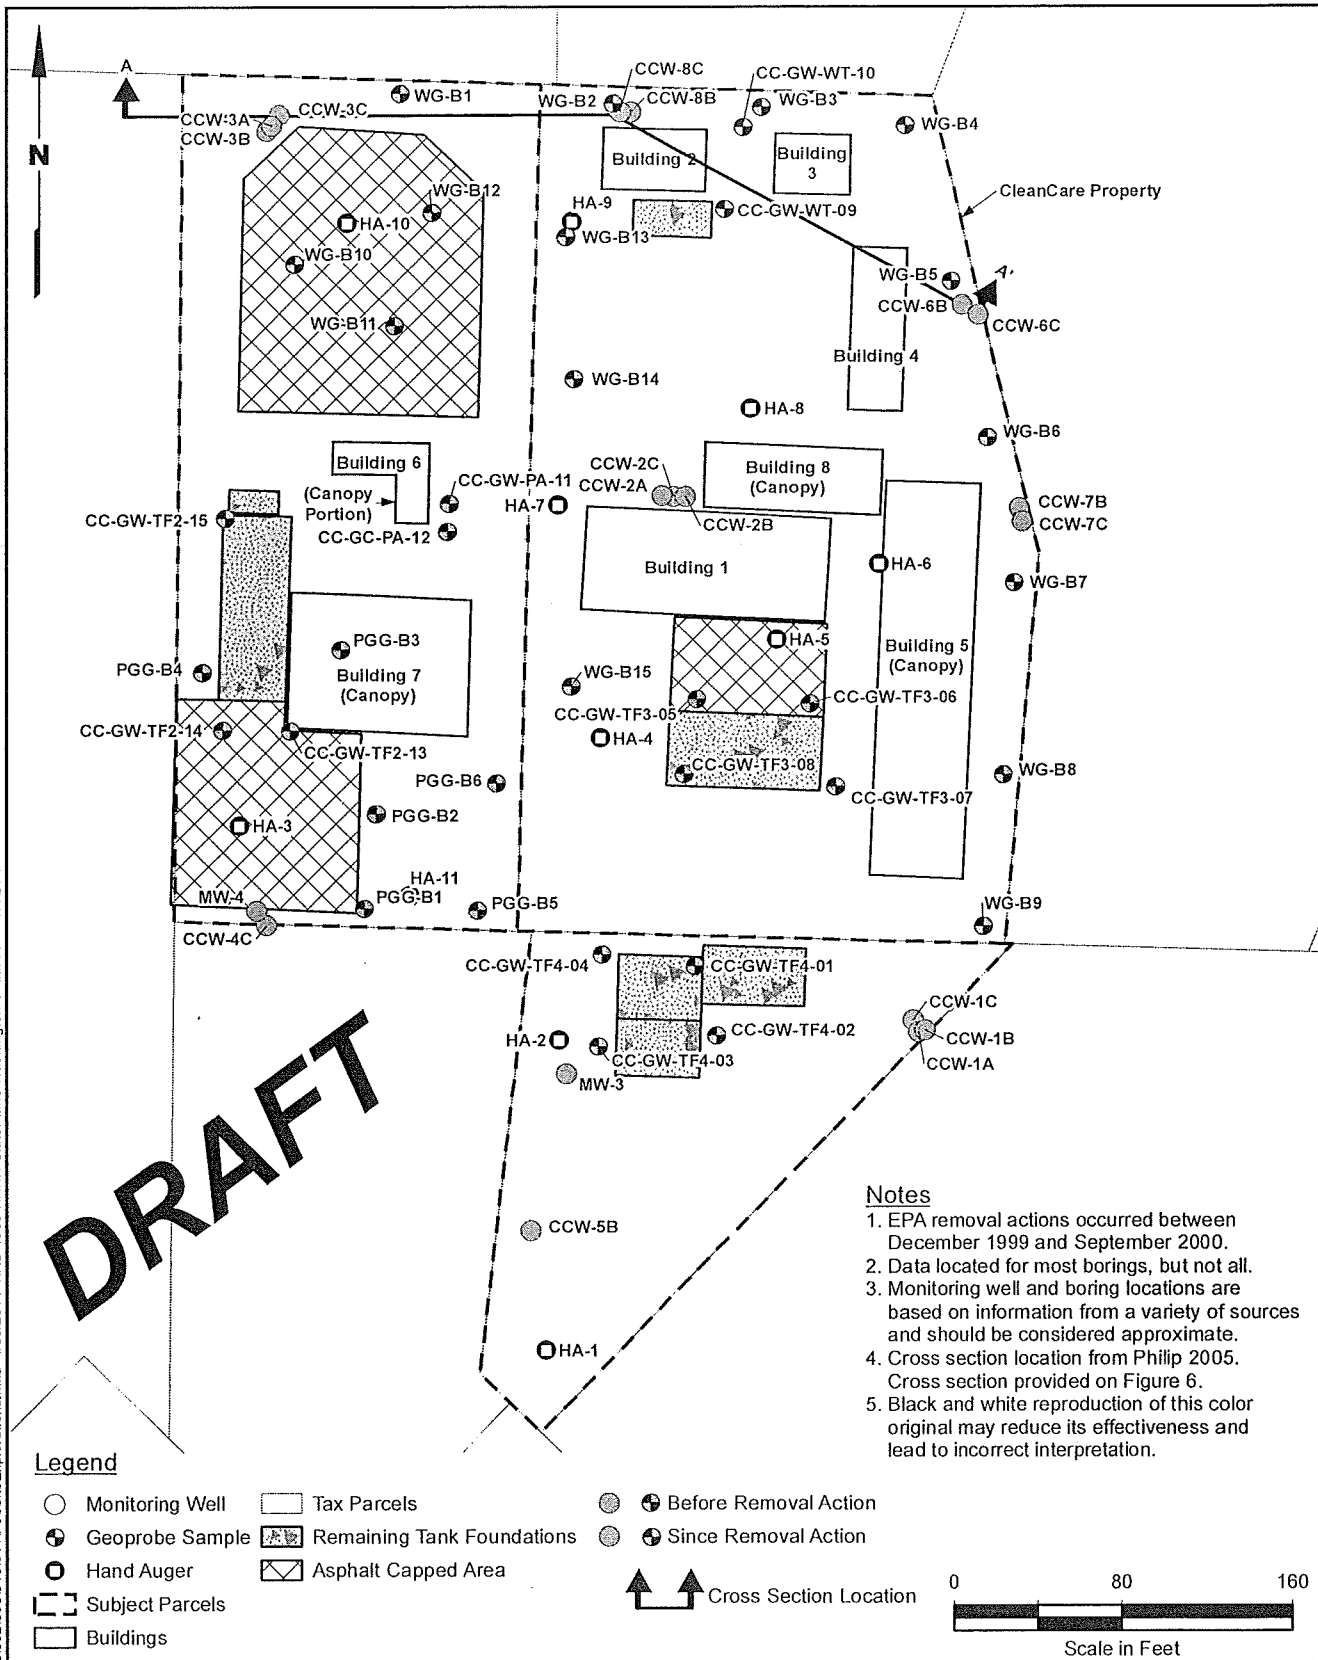 A
N
WG-B1
CCW-3C
CCW-3A
CCW-3B
WG-B2
CCW-8C
CCW-8B
CC-GW-WT-10
WG-B3
WG-B4
Building 2
Building
3
CleanCare Property
WG-B12
HA-10
WG-B10
WG-B11
HA-9
WG-B13
CC-GW-WT-09
WG-B5
A'
CCW-6B
CCW-6C
Building 4
WG-B14
HA-8
WG-B6
Building 6
(Canopy
Portion)
CC-GW-PA-11
CC-GC-PA-12
HA-7
CCW-2C
CCW-2A
CCW-2B
Building 8
(Canopy)
CCW-7B
CCW-7C
CC-GW-TF2-15
Building 1
HA-6
WG-B7
PGG-B3
PGG-B4
Building 7
(Canopy)
HA-5
Building 5
(Canopy)
WG-B15
CC-GW-TF3-05
CC-GW-TF3-06
CC-GW-TF2-14
CC-GW-TF2-13
HA-4
CC-GW-TF3-08
WG-B8
PGG-B6
CC-GW-TF3-07
PGG-B2
HA-3
HA-11
MW-4
PGG-B1
PGG-B5
CCW-4C
WG-B9
CC-GW-TF4-04
CC-GW-TF4-01
CCW-1C
CCW-1B
CCW-1A
HA-2
CC-GW-TF4-02
CC-GW-TF4-03
MW-3
DRAFT
CCW-5B
HA-1
Notes
1. EPA removal actions occurred between
December 1999 and September 2000.
2. Data located for most borings, but not all.
3. Monitoring well and boring locations are
based on information from a variety of sources
and should be considered approximate.
4. Cross section location from Philip 2005.
Cross section provided on Figure 6.
5. Black and white reproduction of this color
original may reduce its effectiveness and
lead to incorrect interpretation.
Legend
Monitoring Well
Geoprobe Sample
Hand Auger
Subject Parcels
Buildings
Tax Parcels
Remaining Tank Foundations
Asphalt Capped Area
Before Removal Action
Since Removal Action
Cross Section Location
0 80 160
Scale in Feet